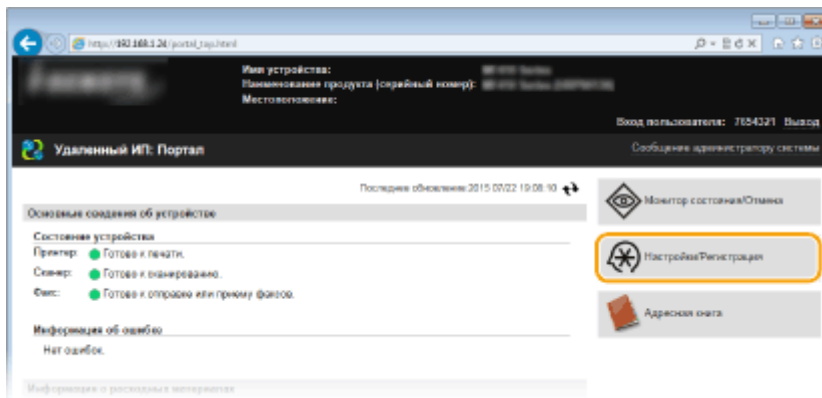 http://192.168.1.24/portal_top.html
Имя устройства:
Наименование продукта (серийный номер):
Местоположение:
Вход пользователя: 7654321 Выход
Удаленный ИП: Портал
Сообщение администратору системы
Последнее обновление: 2015 07/22 19:08:10
Основные сведения об устройстве
Монитор состояния/Отмена
Состояние устройства
Принтер: Готово к печати.
Сканер: Готово к сканированию.
Факс: Готово к отправке или приему факсов.
Настройки/Регистрация
Адресная книга
Информация об ошибке
Нет ошибок.
Информация о расходных материалах